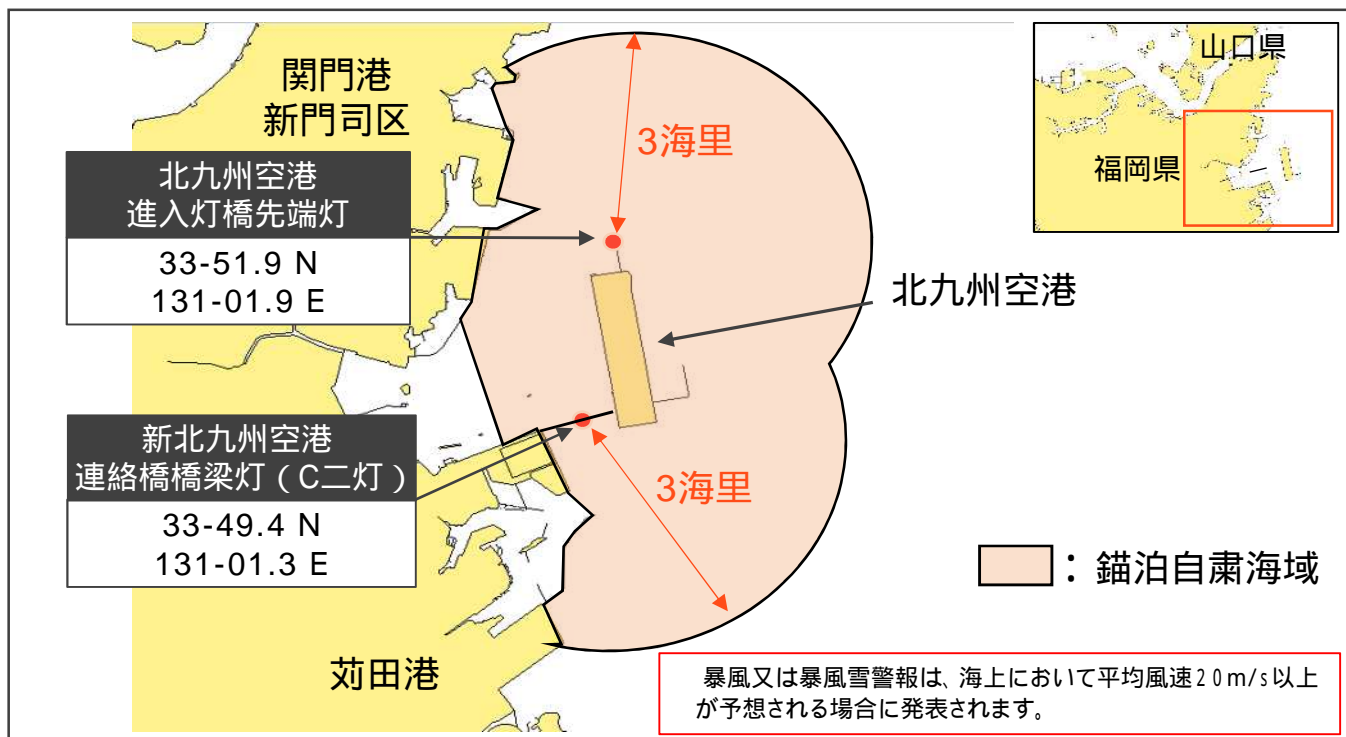 関門港
新門司区
北九州空港
進入灯橋先端灯
33-51.9 N
131-01.9 E
3海里
山口県
福岡県
北九州空港
新北九州空港
連絡橋橋梁灯(C二灯)
33-49.4 N
131-01.3 E
3海里
:錨泊自粛海域
苅田港
暴風又は暴風雪警報は、海上において平均風速20m/s以上
が予想される場合に発表されます。